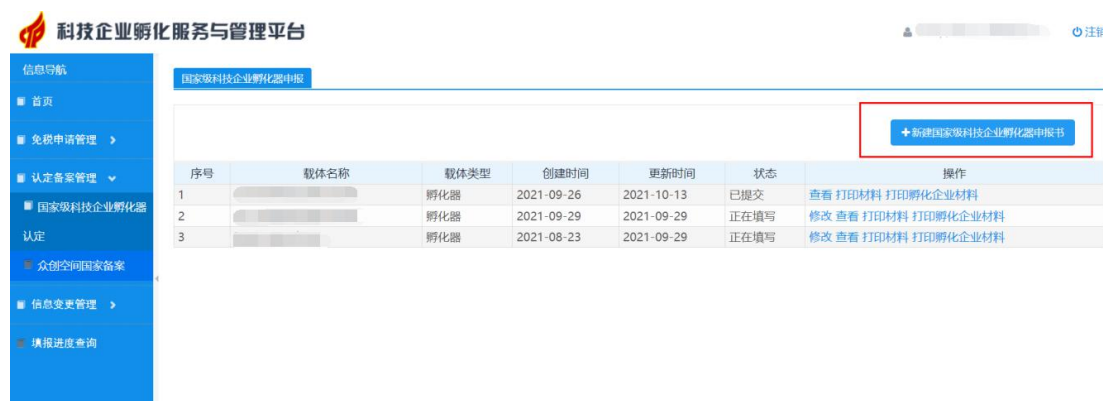 科技企业孵化服务与管理平台
注销
信息导航
首页
免税申请管理
认定备案管理
国家级科技企业孵化器
认定
众创空间国家备案
信息变更管理
填报进度查询
国家级科技企业孵化器申报
+新建国家级科技企业孵化器申报书
序号 载体名称 载体类型 创建时间 更新时间 状态 操作
1 孵化器 2021-09-26 2021-10-13 已提交 查看 打印材料 打印孵化企业材料
2 孵化器 2021-09-29 2021-09-29 正在填写 修改 查看 打印材料 打印孵化企业材料
3 孵化器 2021-08-23 2021-09-29 正在填写 修改 查看 打印材料 打印孵化企业材料